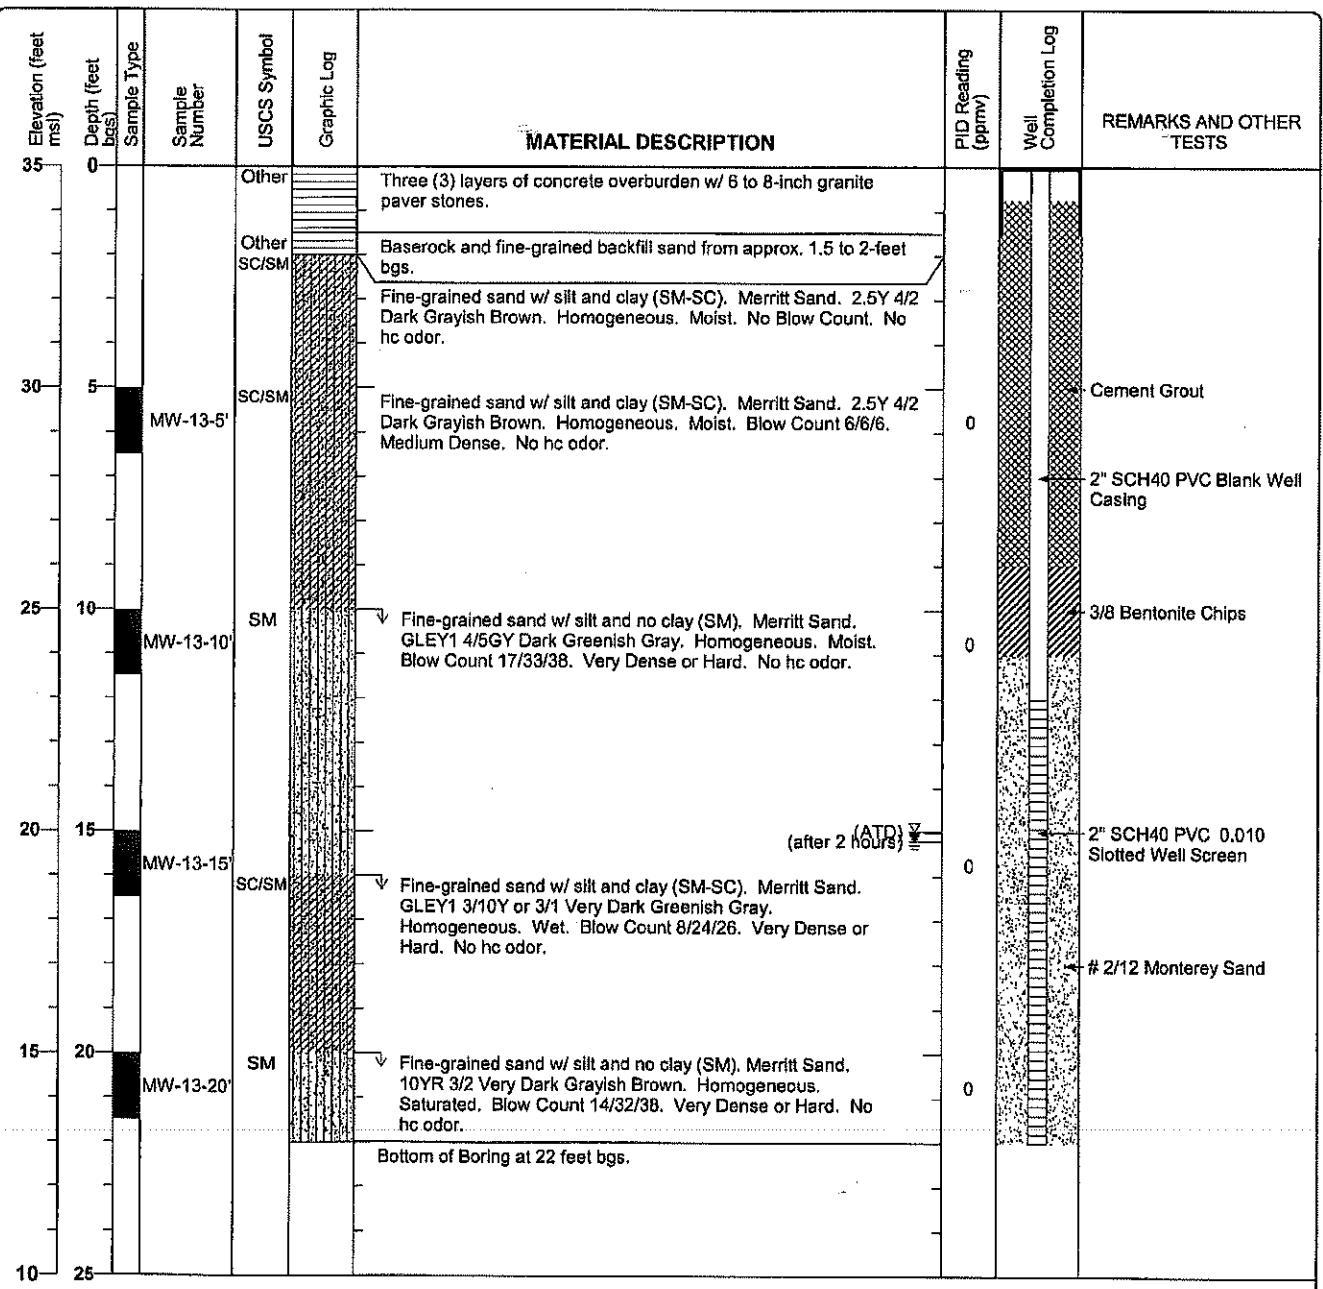 Elevation (feet msl)
Depth (feet bgs)
Sample Type
Sample Number
USCS Symbol
Graphic Log
MATERIAL DESCRIPTION
PID Reading (ppmv)
Well Completion Log
REMARKS AND OTHER TESTS
35
0
Other
Three (3) layers of concrete overburden w/ 6 to 8-inch granite
paver stones.
Other
Baserock and fine-grained backfill sand from approx. 1.5 to 2-feet
bgs.
SC/SM
Fine-grained sand w/ silt and clay (SM-SC). Merritt Sand. 2.5Y 4/2
Dark Grayish Brown. Homogeneous. Moist. No Blow Count. No
hc odor.
30
5
MW-13-5'
SC/SM
Fine-grained sand w/ silt and clay (SM-SC). Merritt Sand. 2.5Y 4/2
Dark Grayish Brown. Homogeneous. Moist. Blow Count 6/6/6.
Medium Dense. No hc odor.
0
Cement Grout
2" SCH40 PVC Blank Well
Casing
25
10
MW-13-10'
SM
Fine-grained sand w/ silt and no clay (SM). Merritt Sand.
GLEY1 4/5GY Dark Greenish Gray. Homogeneous. Moist.
Blow Count 17/33/38. Very Dense or Hard. No hc odor.
0
3/8 Bentonite Chips
20
15
MW-13-15'
(ATD)
(after 2 hours)
0
2" SCH40 PVC 0.010
Slotted Well Screen
SC/SM
Fine-grained sand w/ silt and clay (SM-SC). Merritt Sand.
GLEY1 3/10Y or 3/1 Very Dark Greenish Gray.
Homogeneous. Wet. Blow Count 8/24/26. Very Dense or
Hard. No hc odor.
# 2/12 Monterey Sand
15
20
MW-13-20'
SM
Fine-grained sand w/ silt and no clay (SM). Merritt Sand.
10YR 3/2 Very Dark Grayish Brown. Homogeneous.
Saturated. Blow Count 14/32/38. Very Dense or Hard. No
hc odor.
0
Bottom of Boring at 22 feet bgs.
10
25